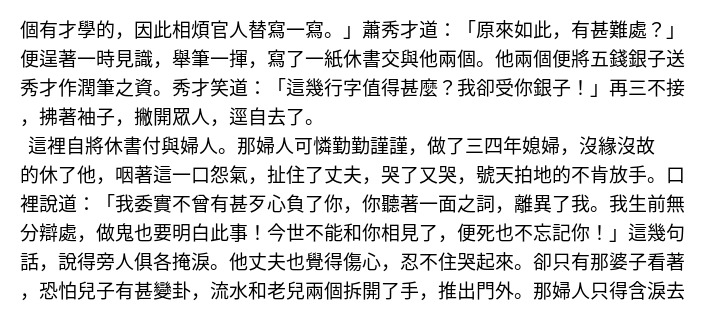 個有才學的，因此相煩官人替寫一寫。」蕭秀才道：「原來如此，有甚難處？」
便逞著一時見識，舉筆一揮，寫了一紙休書交與他兩個。他兩個便將五錢銀子送
秀才作潤筆之資。秀才笑道：「這幾行字值得甚麼？我卻受你銀子！」再三不接
，拂著袖子，撇開眾人，逕自去了。
這裡自將休書付與婦人。那婦人可憐勤勤謹謹，做了三四年媳婦，沒緣沒故
的休了他，咽著這一口怨氣，扯住了丈夫，哭了又哭，號天拍地的不肯放手。口
裡說道：「我委實不曾有甚歹心負了你，你聽著一面之詞，離異了我。我生前無
分辯處，做鬼也要明白此事！今世不能和你相見了，便死也不忘記你！」這幾句
話，說得旁人俱各掩淚。他丈夫也覺得傷心，忍不住哭起來。卻只有那婆子看著
，恐怕兒子有甚變卦，流水和老兒兩個拆開了手，推出門外。那婦人只得含淚去